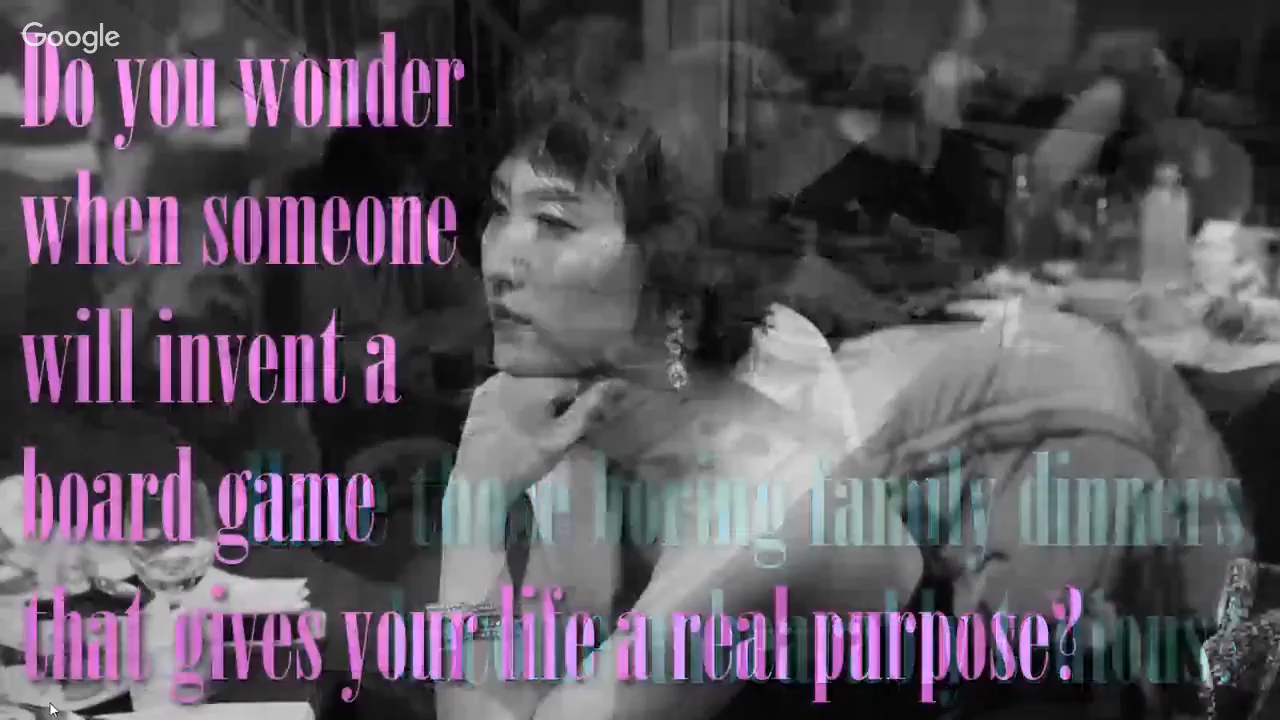 Google
Do you wonder
when someone
will invent a
board game
those boring family dinners
that gives your life a real purpose?